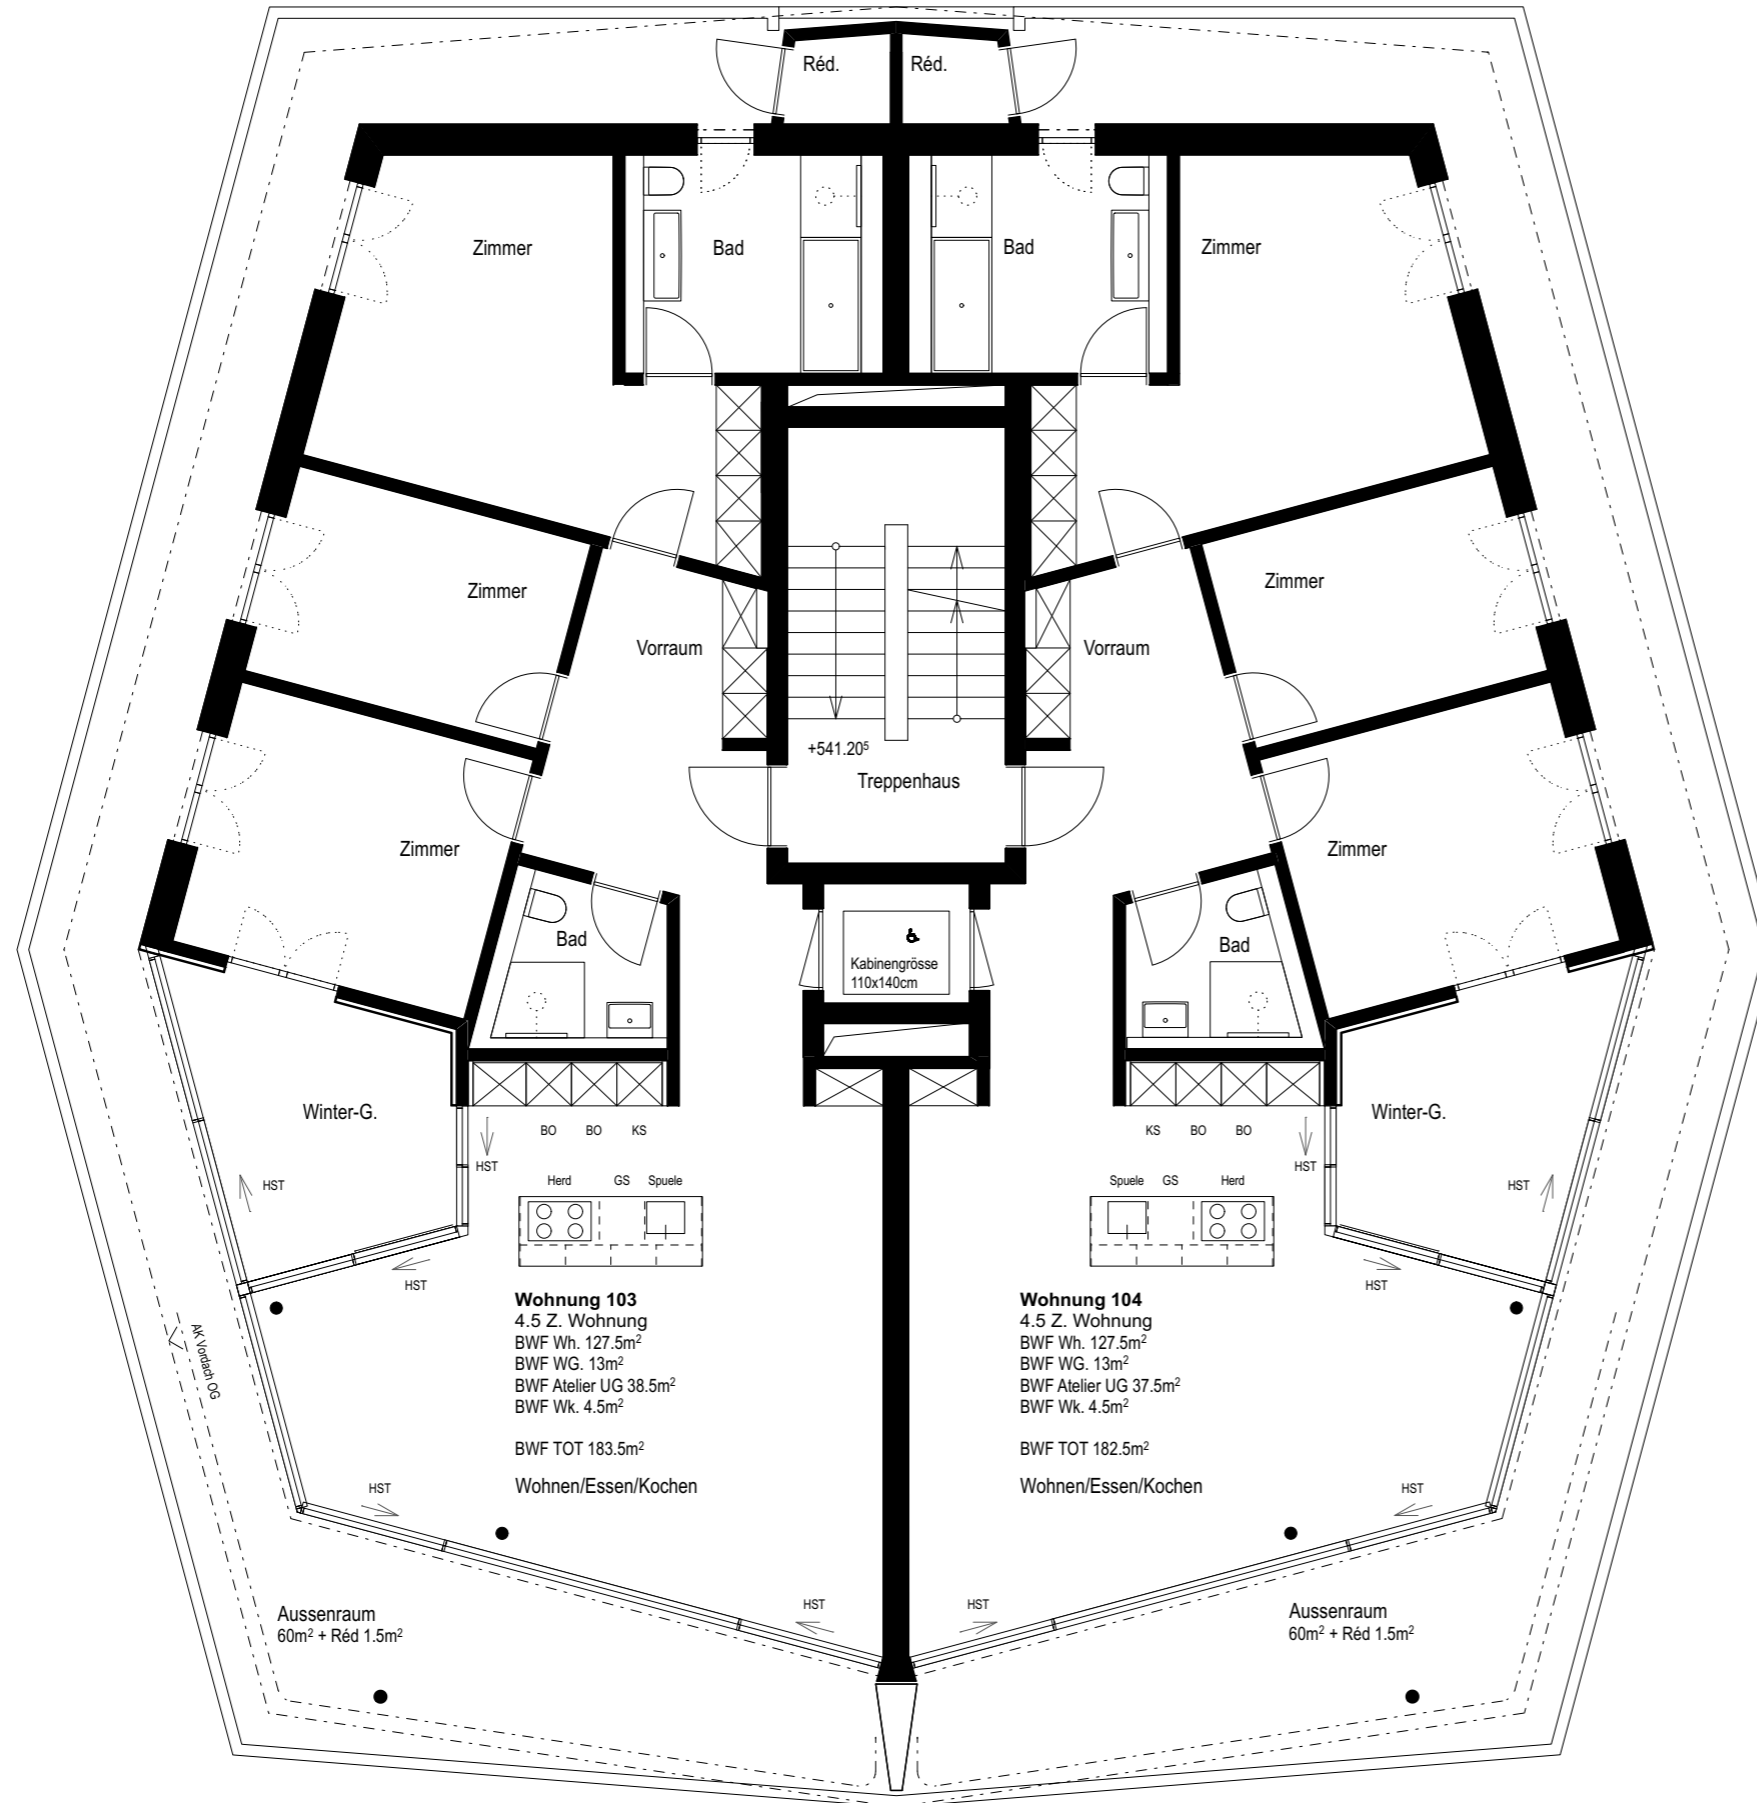 Réd.
Réd.
Zimmer
Bad
Bad
Zimmer
Zimmer
Zimmer
Vorraum
Vorraum
+541.20⁵
Treppenhaus
Zimmer
Zimmer
Bad
Bad
Kabinengrösse
110x140cm
Winter-G.
Winter-G.
BO BO KS
KS BO BO
HST
HST
Herd GS Spuele
Spuele GS Herd
HST
HST
HST
HST
Wohnung 103
4.5 Z. Wohnung
BWF Wh. 127.5m²
BWF WG. 13m²
BWF Atelier UG 38.5m²
BWF Wk. 4.5m²
BWF TOT 183.5m²
Wohnen/Essen/Kochen
Wohnung 104
4.5 Z. Wohnung
BWF Wh. 127.5m²
BWF WG. 13m²
BWF Atelier UG 37.5m²
BWF Wk. 4.5m²
BWF TOT 182.5m²
Wohnen/Essen/Kochen
AK Vordach OG
HST
HST
HST
HST
Aussenraum
60m² + Réd 1.5m²
Aussenraum
60m² + Réd 1.5m²